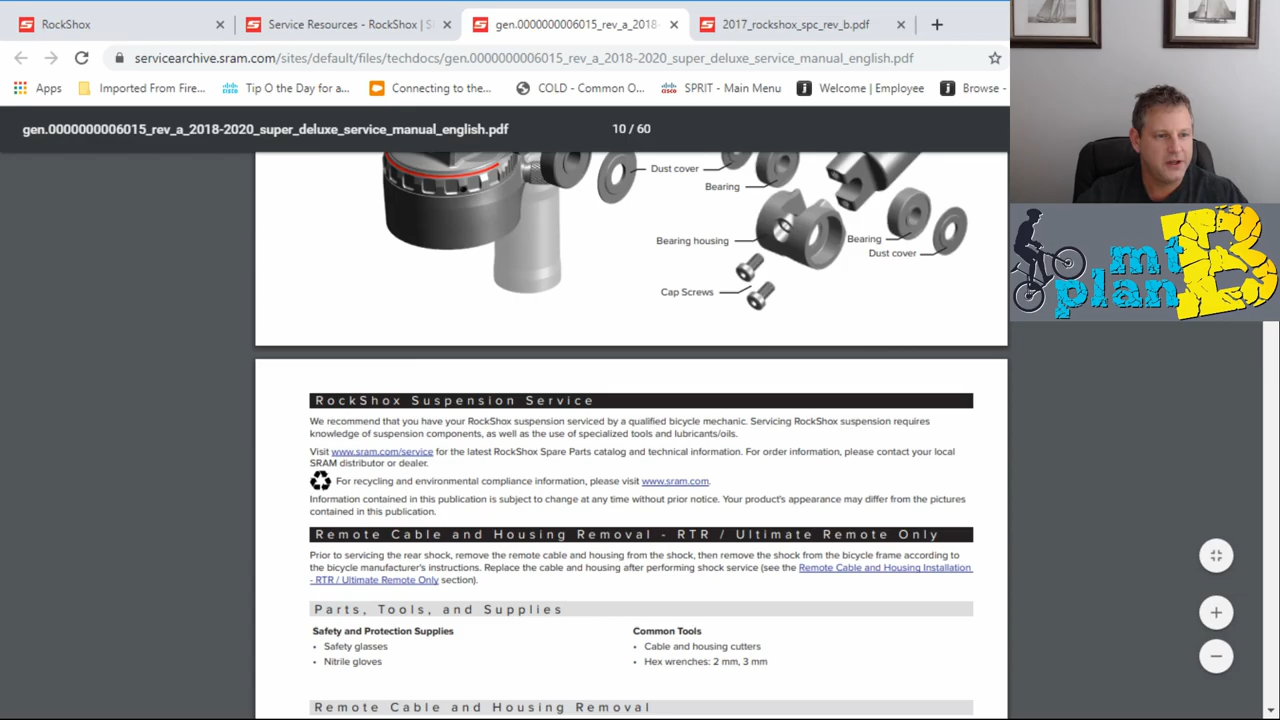 RockShox
Service Resources - RockShox | S
gen.0000000006015_rev_a_2018-
2017_rockshox_spc_rev_b.pdf
servicearchive.sram.com/sites/default/files/techdocs/gen.0000000006015_rev_a_2018-2020_super_deluxe_service_manual_english.pdf
Apps
Imported From Fire...
Tip O the Day for a...
Connecting to the...
COLD - Common O...
SPRIT - Main Menu
Welcome | Employee
Browse -
gen.0000000006015_rev_a_2018-2020_super_deluxe_service_manual_english.pdf
10 / 60
Dust cover
Bearing
Bearing housing
Bearing
Dust cover
Cap Screws
mt
plan B
RockShox Suspension Service
We recommend that you have your RockShox suspension serviced by a qualified bicycle mechanic. Servicing RockShox suspension requires
knowledge of suspension components, as well as the use of specialized tools and lubricants/oils.
Visit www.sram.com/service for the latest RockShox Spare Parts catalog and technical information. For order information, please contact your local
SRAM distributor or dealer.
For recycling and environmental compliance information, please visit www.sram.com.
Information contained in this publication is subject to change at any time without prior notice. Your product's appearance may differ from the pictures
contained in this publication.
Remote Cable and Housing Removal - RTR / Ultimate Remote Only
Prior to servicing the rear shock, remove the remote cable and housing from the shock, then remove the shock from the bicycle frame according to
the bicycle manufacturer's instructions. Replace the cable and housing after performing shock service (see the Remote Cable and Housing Installation
- RTR / Ultimate Remote Only section).
Parts, Tools, and Supplies
Safety and Protection Supplies
• Safety glasses
• Nitrile gloves
Common Tools
• Cable and housing cutters
• Hex wrenches: 2 mm, 3 mm
Remote Cable and Housing Removal